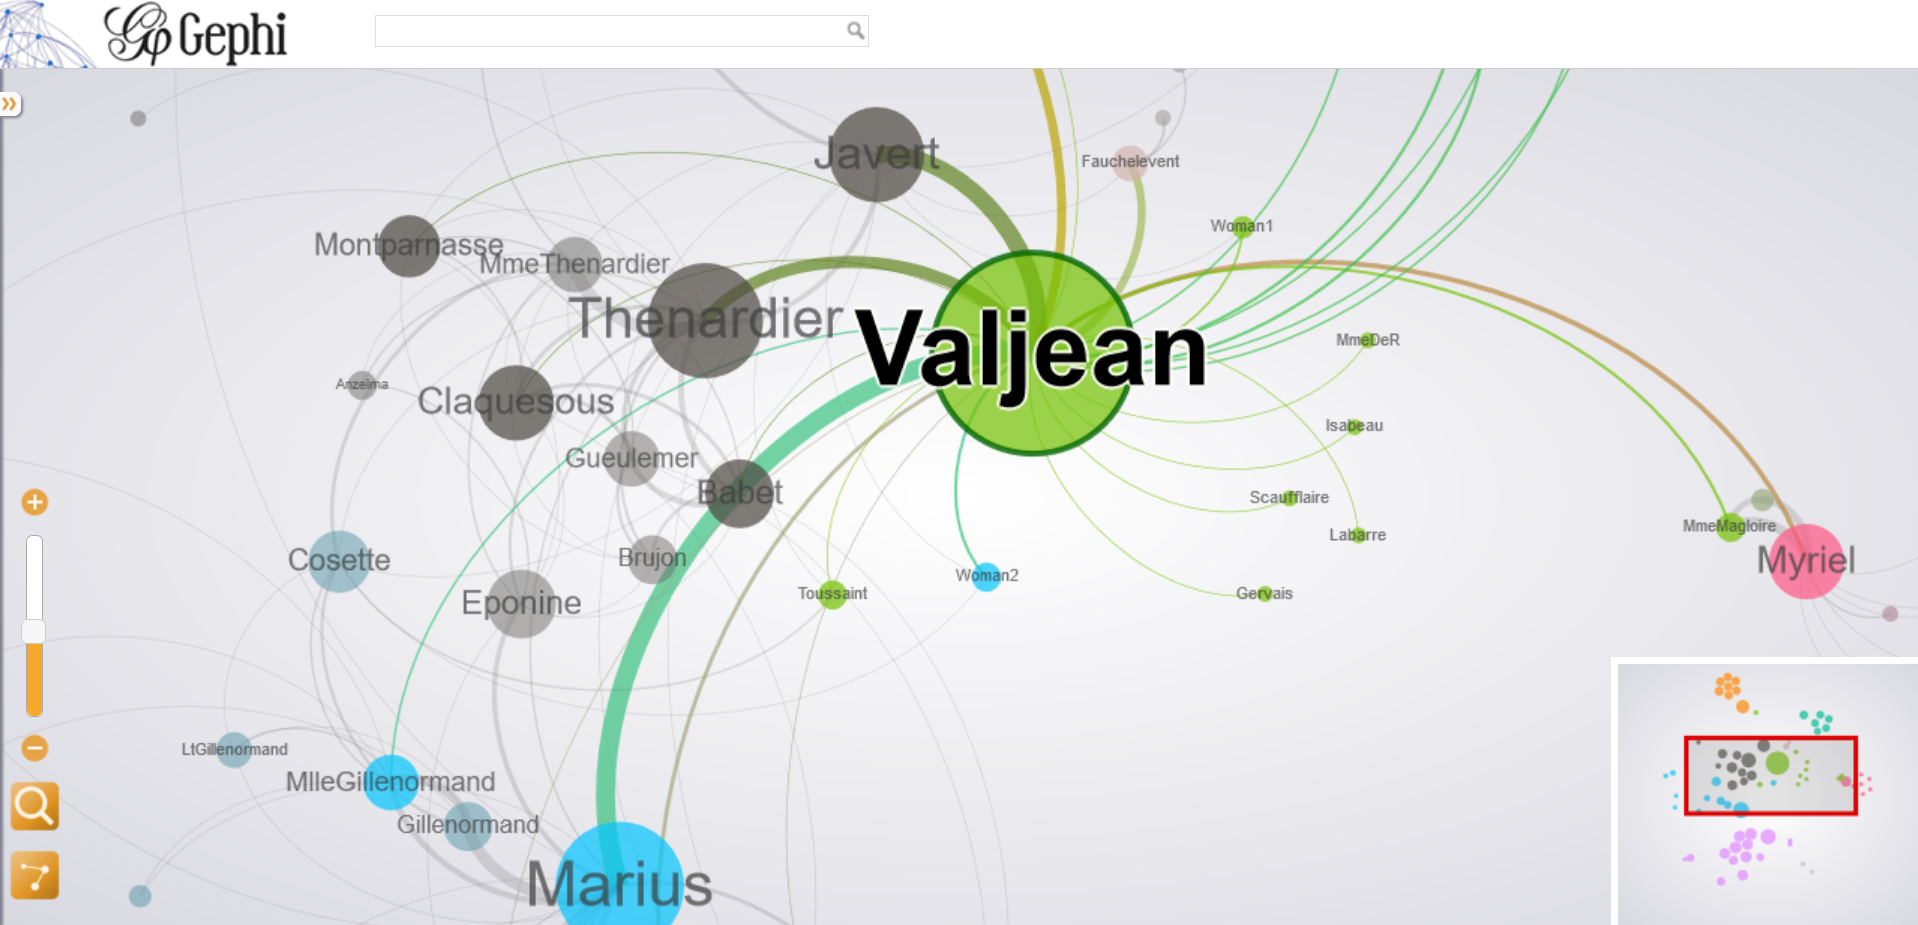 Gephi
Javert
Fauchelevent
Woman1
Montparnasse
MmeThenardier
Thenardier
Valjean
MmeDeR
Anzelma
Claquesous
Isabeau
Gueulemer
Babet
Scaufflaire
Labarre
MmeMagloire
Cosette
Brujon
Myriel
Woman2
Toussaint
Gervais
Eponine
LtGillenormand
MlleGillenormand
Gillenormand
Marius